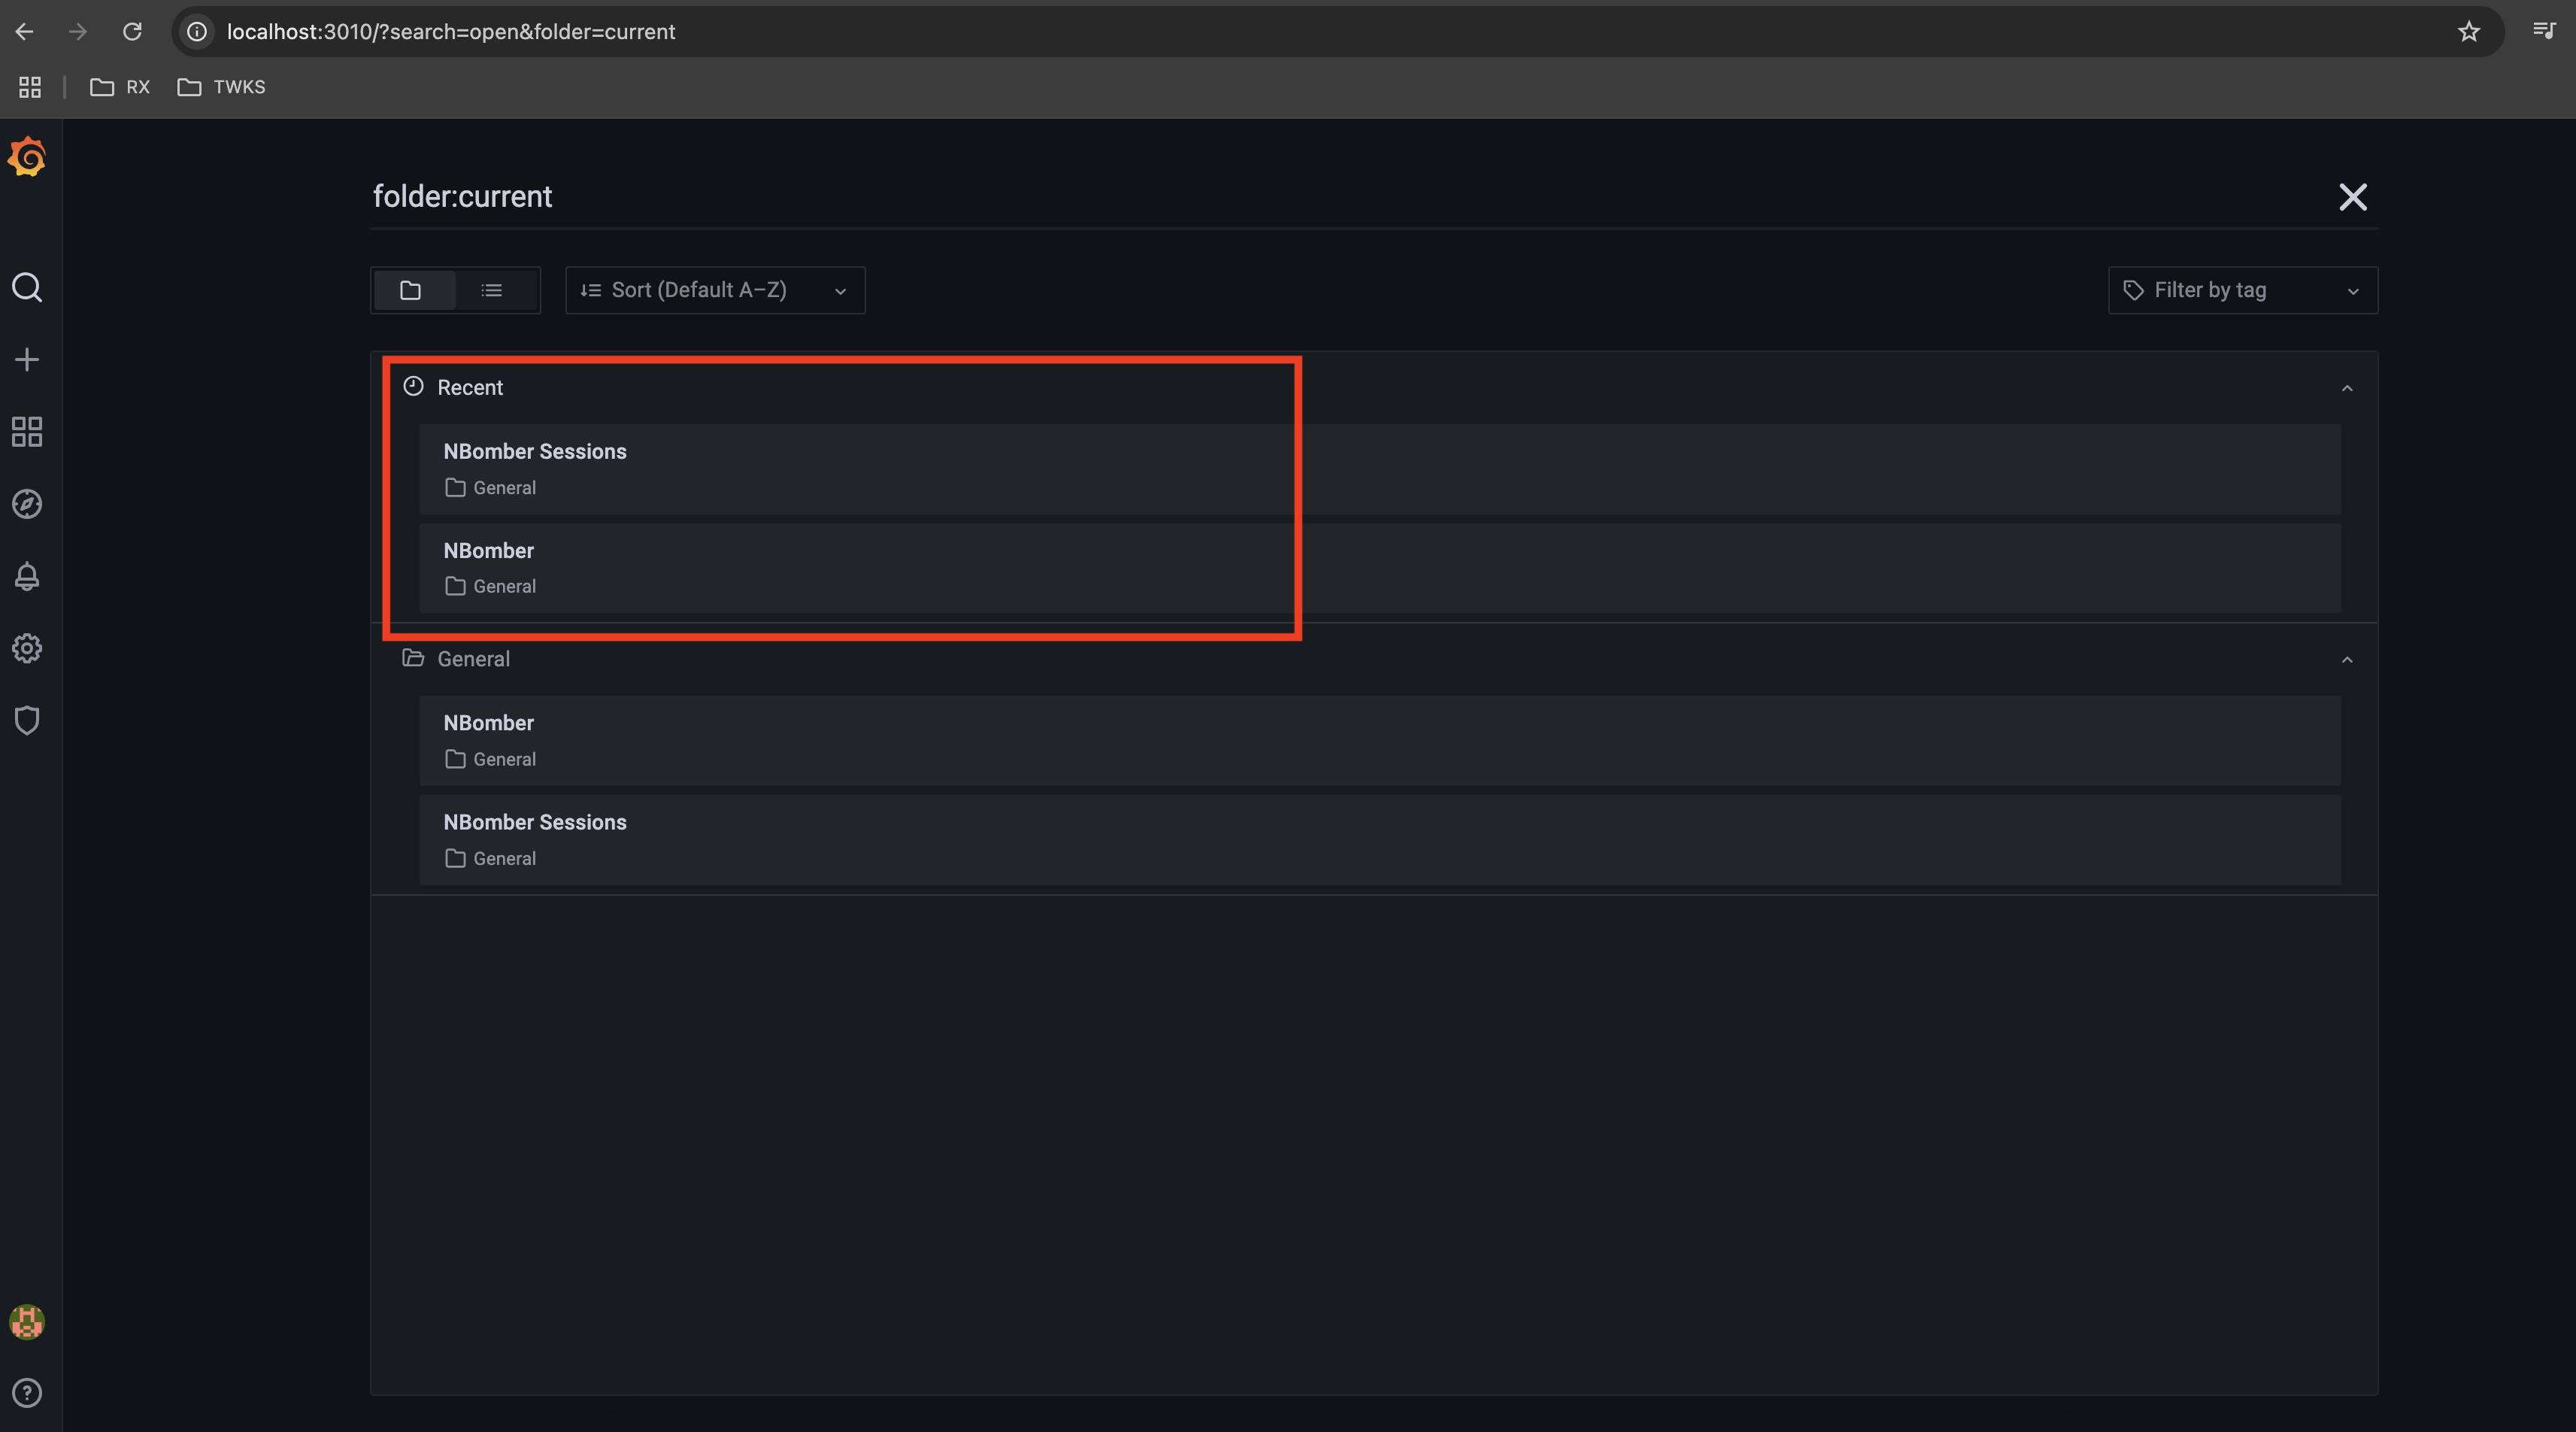 localhost:3010/?search=open&folder=current
RX TWKS
folder:current
Sort (Default A–Z) Filter by tag
Recent
NBomber Sessions
General
NBomber
General
General
NBomber
General
NBomber Sessions
General